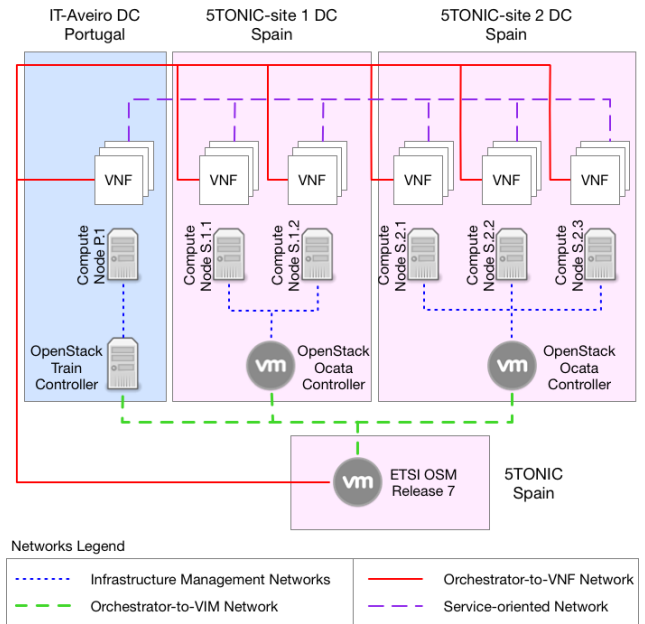 IT-Aveiro DC
Portugal
5TONIC-site 1 DC
Spain
5TONIC-site 2 DC
Spain
VNF
VNF
VNF
VNF
VNF
VNF
Compute
Node P.1
Compute
Node S.1.1
Compute
Node S.1.2
Compute
Node S.2.1
Compute
Node S.2.2
Compute
Node S.2.3
OpenStack
Train
Controller
vm
OpenStack
Ocata
Controller
vm
OpenStack
Ocata
Controller
vm
ETSI OSM
Release 7
5TONIC
Spain
Networks Legend
Infrastructure Management Networks
Orchestrator-to-VNF Network
Orchestrator-to-VIM Network
Service-oriented Network